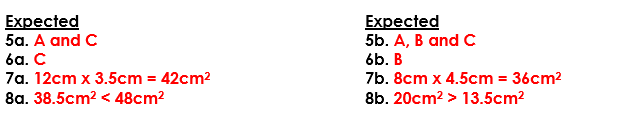 Expected
5a. A and C
6a. C
7a. 12cm x 3.5cm = 42cm²
8a. 38.5cm² < 48cm²
Expected
5b. A, B and C
6b. B
7b. 8cm x 4.5cm = 36cm²
8b. 20cm² > 13.5cm²